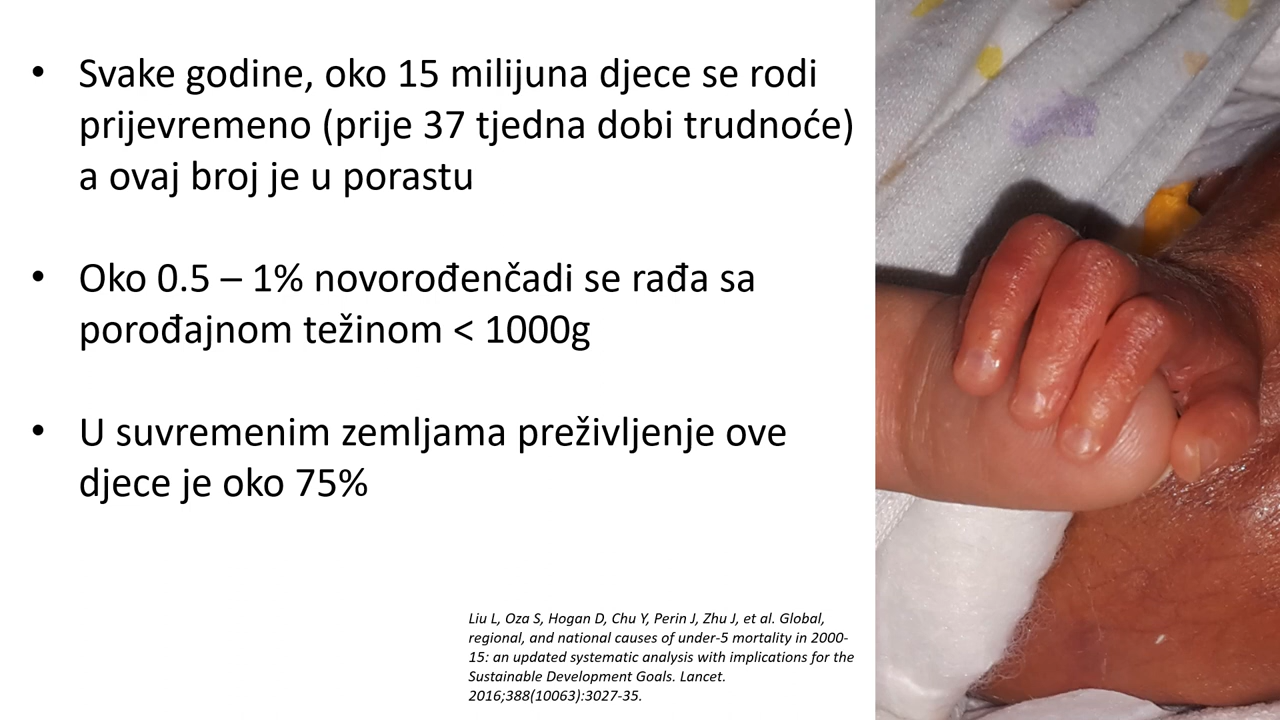 • Svake godine, oko 15 milijuna djece se rodi
prijevremeno (prije 37 tjedna dobi trudnoće)
a ovaj broj je u porastu
• Oko 0.5 – 1% novorođenčadi se rađa sa
porođajnom težinom < 1000g
• U suvremenim zemljama preživljenje ove
djece je oko 75%
Liu L, Oza S, Hogan D, Chu Y, Perin J, Zhu J, et al. Global,
regional, and national causes of under-5 mortality in 2000-
15: an updated systematic analysis with implications for the
Sustainable Development Goals. Lancet.
2016;388(10063):3027-35.